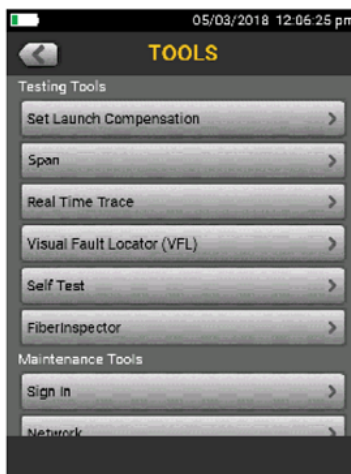 05/03/2018 12:06:25 pm
TOOLS
Testing Tools
Set Launch Compensation
Span
Real Time Trace
Visual Fault Locator (VFL)
Self Test
FiberInspector
Maintenance Tools
Sign In
Network